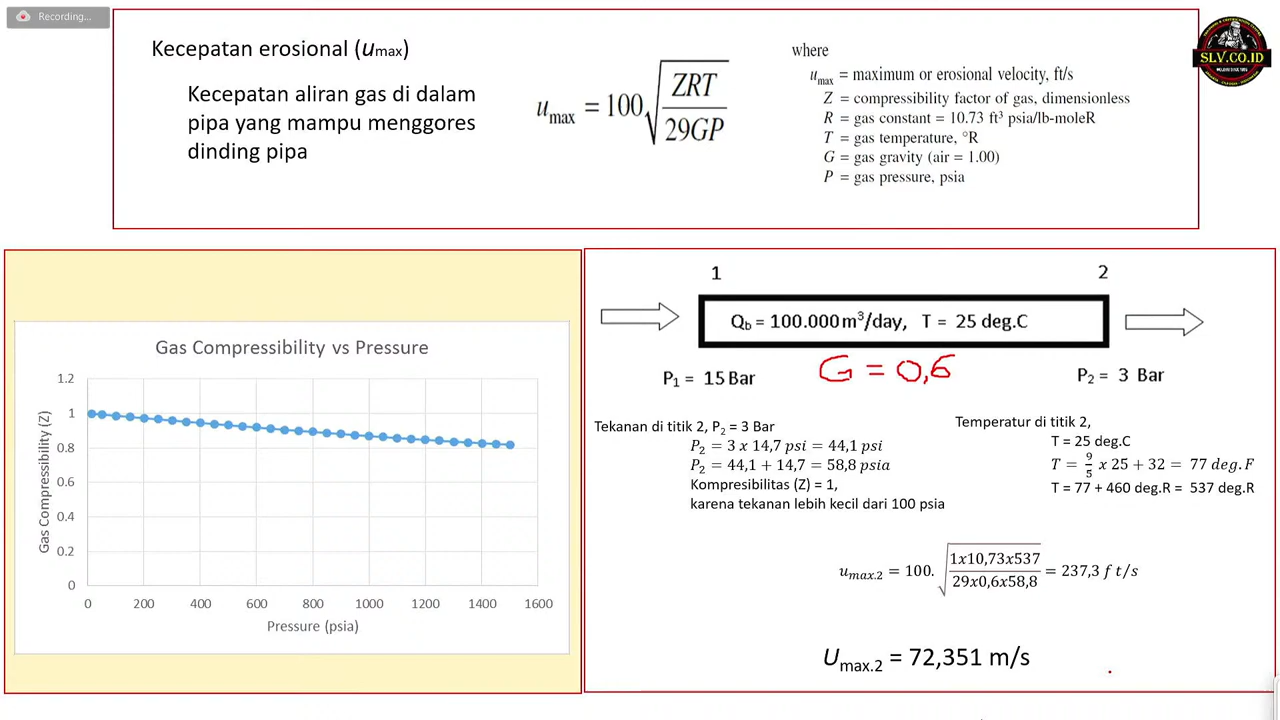 Recording...
Kecepatan erosional (umax)
Kecepatan aliran gas di dalam
pipa yang mampu menggores
dinding pipa
u_max = 100√(ZRT / 29GP)
where
u_max = maximum or erosional velocity, ft/s
Z = compressibility factor of gas, dimensionless
R = gas constant = 10.73 ft³ psia/lb-moleR
T = gas temperature, °R
G = gas gravity (air = 1.00)
P = gas pressure, psia
SLV.CO.ID
Gas Compressibility vs Pressure
Gas Compressibility (Z)
1.2
1
0.8
0.6
0.4
0.2
0
0 200 400 600 800 1000 1200 1400 1600
Pressure (psia)
1 2
Q_b = 100.000 m³/day, T = 25 deg.C
G = 0,6
P₁ = 15 Bar
P₂ = 3 Bar
Tekanan di titik 2, P₂ = 3 Bar
P₂ = 3 x 14,7 psi = 44,1 psi
P₂ = 44,1 + 14,7 = 58,8 psia
Kompresibilitas (Z) = 1,
karena tekanan lebih kecil dari 100 psia
Temperatur di titik 2,
T = 25 deg.C
T = 9/5 x 25 + 32 = 77 deg.F
T = 77 + 460 deg.R = 537 deg.R
u_max.2 = 100. √(1x10,73x537 / 29x0,6x58,8) = 237,3 f t/s
U_max.2 = 72,351 m/s